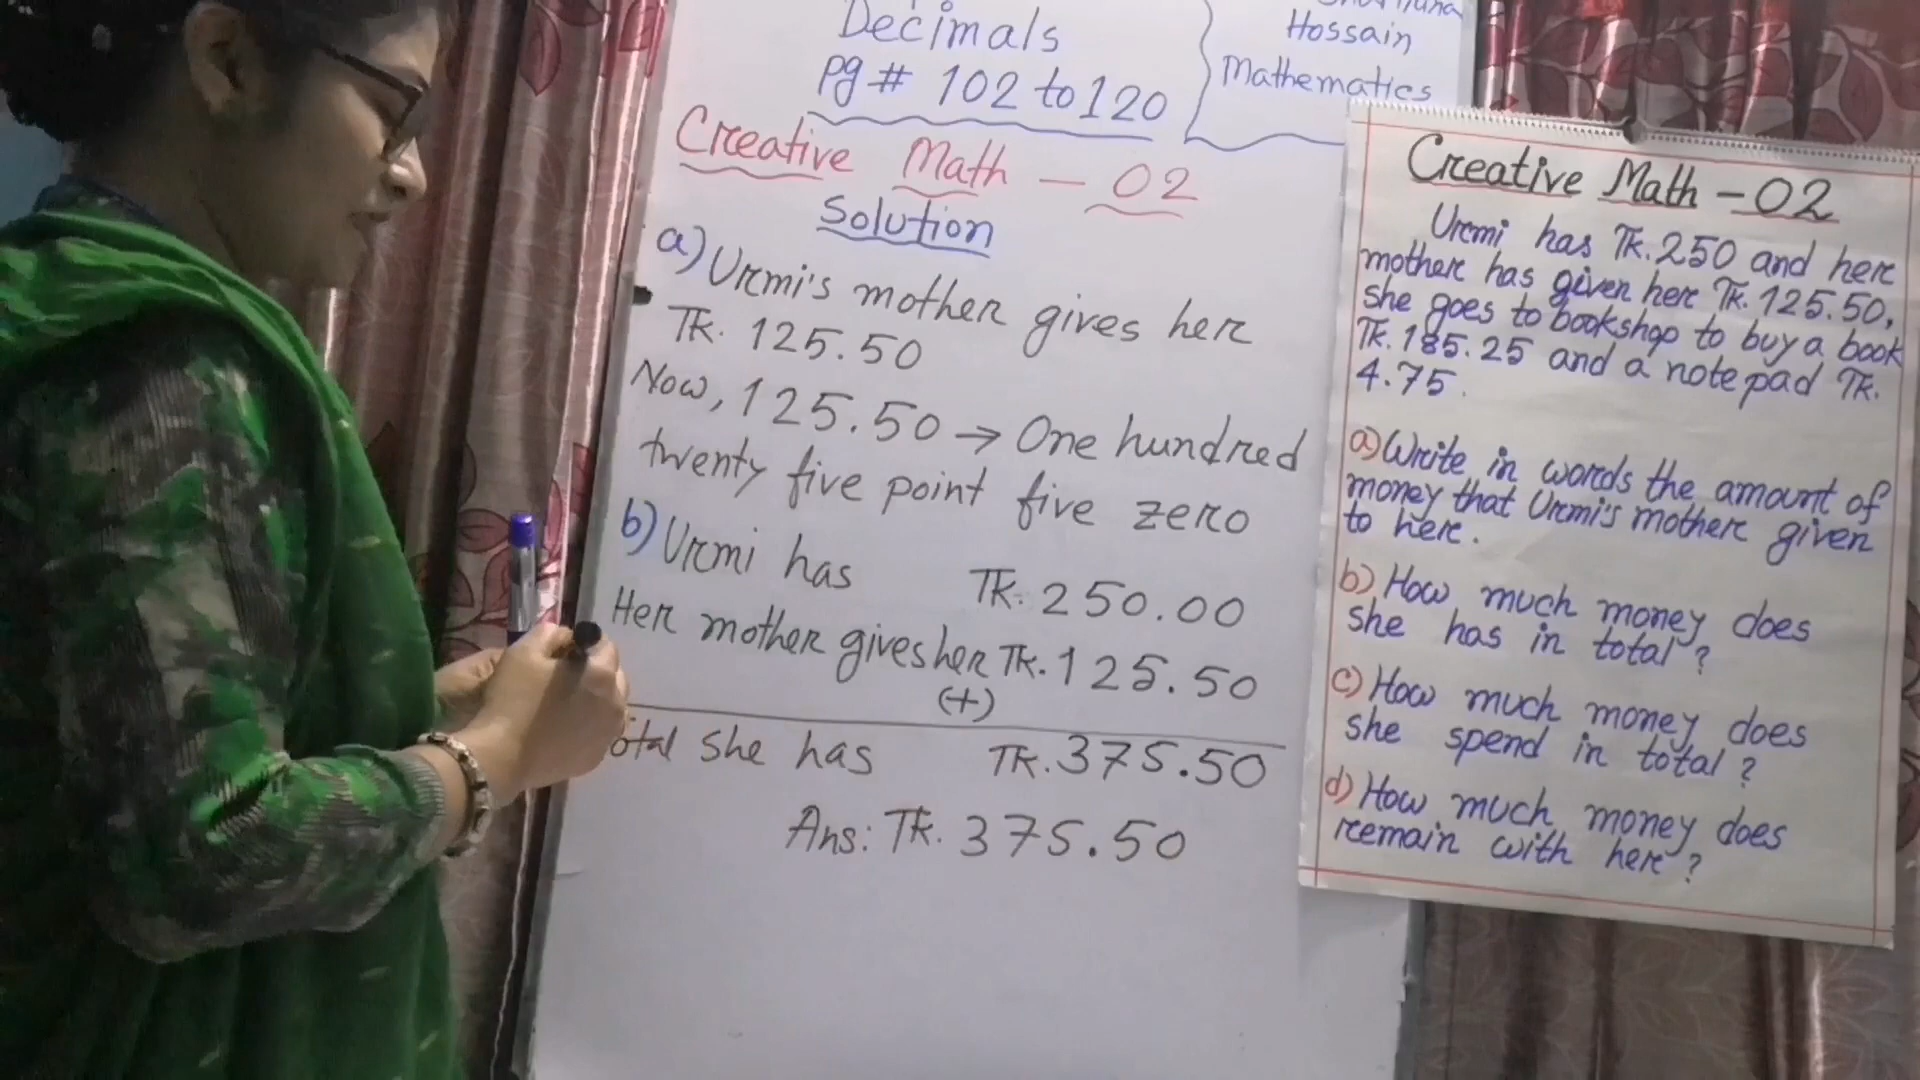 Decimals
pg # 102 to 120
Hossain
Mathematics
Creative Math - 02
Solution
a) Urmi's mother gives her
Tk. 125.50
Now, 125.50 → One hundred
twenty five point five zero
b) Urmi has Tk. 250.00
Her mother gives her Tk. 125.50
(+)
otal she has Tk. 375.50
Ans: Tk. 375.50
Creative Math - 02
Urmi has Tk. 250 and her
mother has given her Tk. 125.50,
she goes to bookshop to buy a book
Tk. 185.25 and a note pad Tk.
4.75.
a) Write in words the amount of
money that Urmi's mother given
to her.
b) How much money does
she has in total?
c) How much money does
she spend in total?
d) How much money does
remain with her?